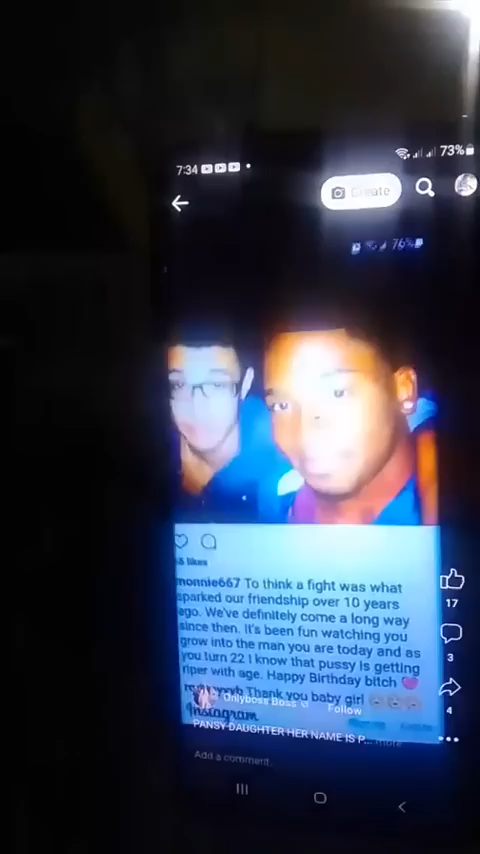 7:34
73%
Create
76%
58 likes
monnie667 To think a fight was what
sparked our friendship over 10 years
ago. We've definitely come a long way
since then. It's been fun watching you
grow into the man you are today and as
you turn 22 I know that pussy is getting
riper with age. Happy Birthday bitch
Thank you baby girl
Onlyboss Boss
Follow
Instagram
PANSY DAUGHTER HER NAME IS P... more
Add a comment.
17
3
4